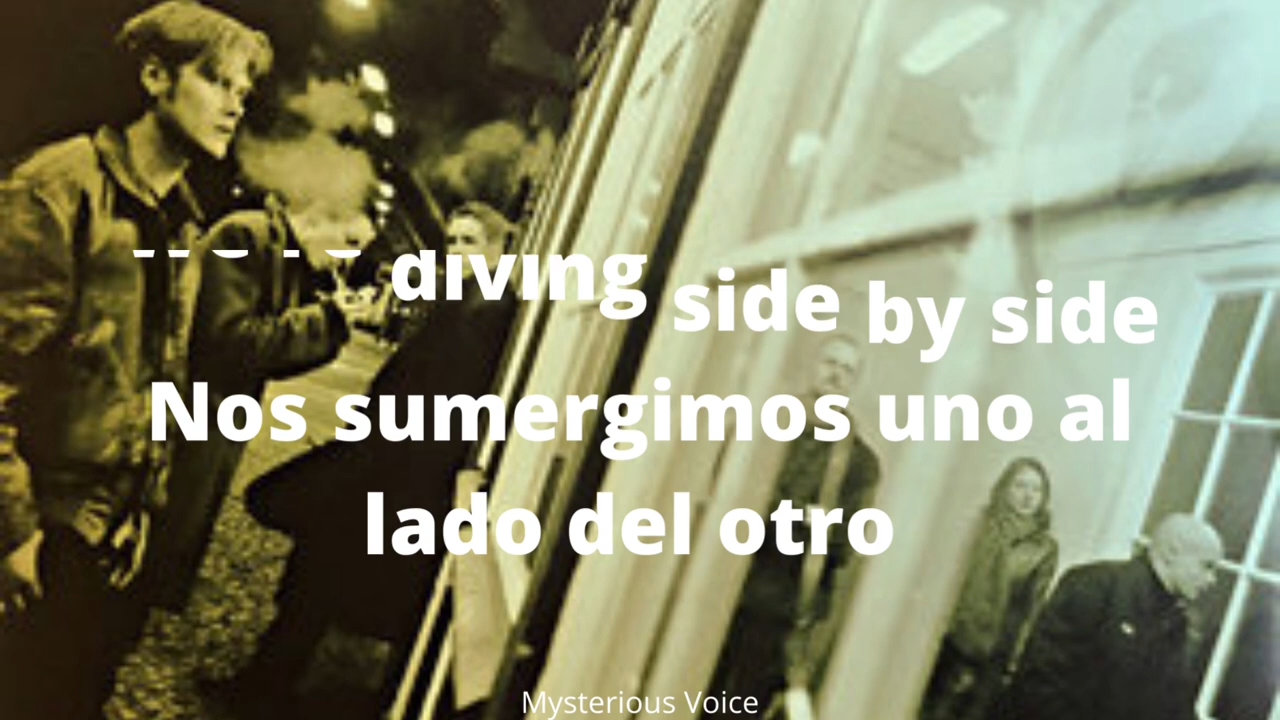 diving side by side
Nos sumergimos uno al
lado del otro
Mysterious Voice